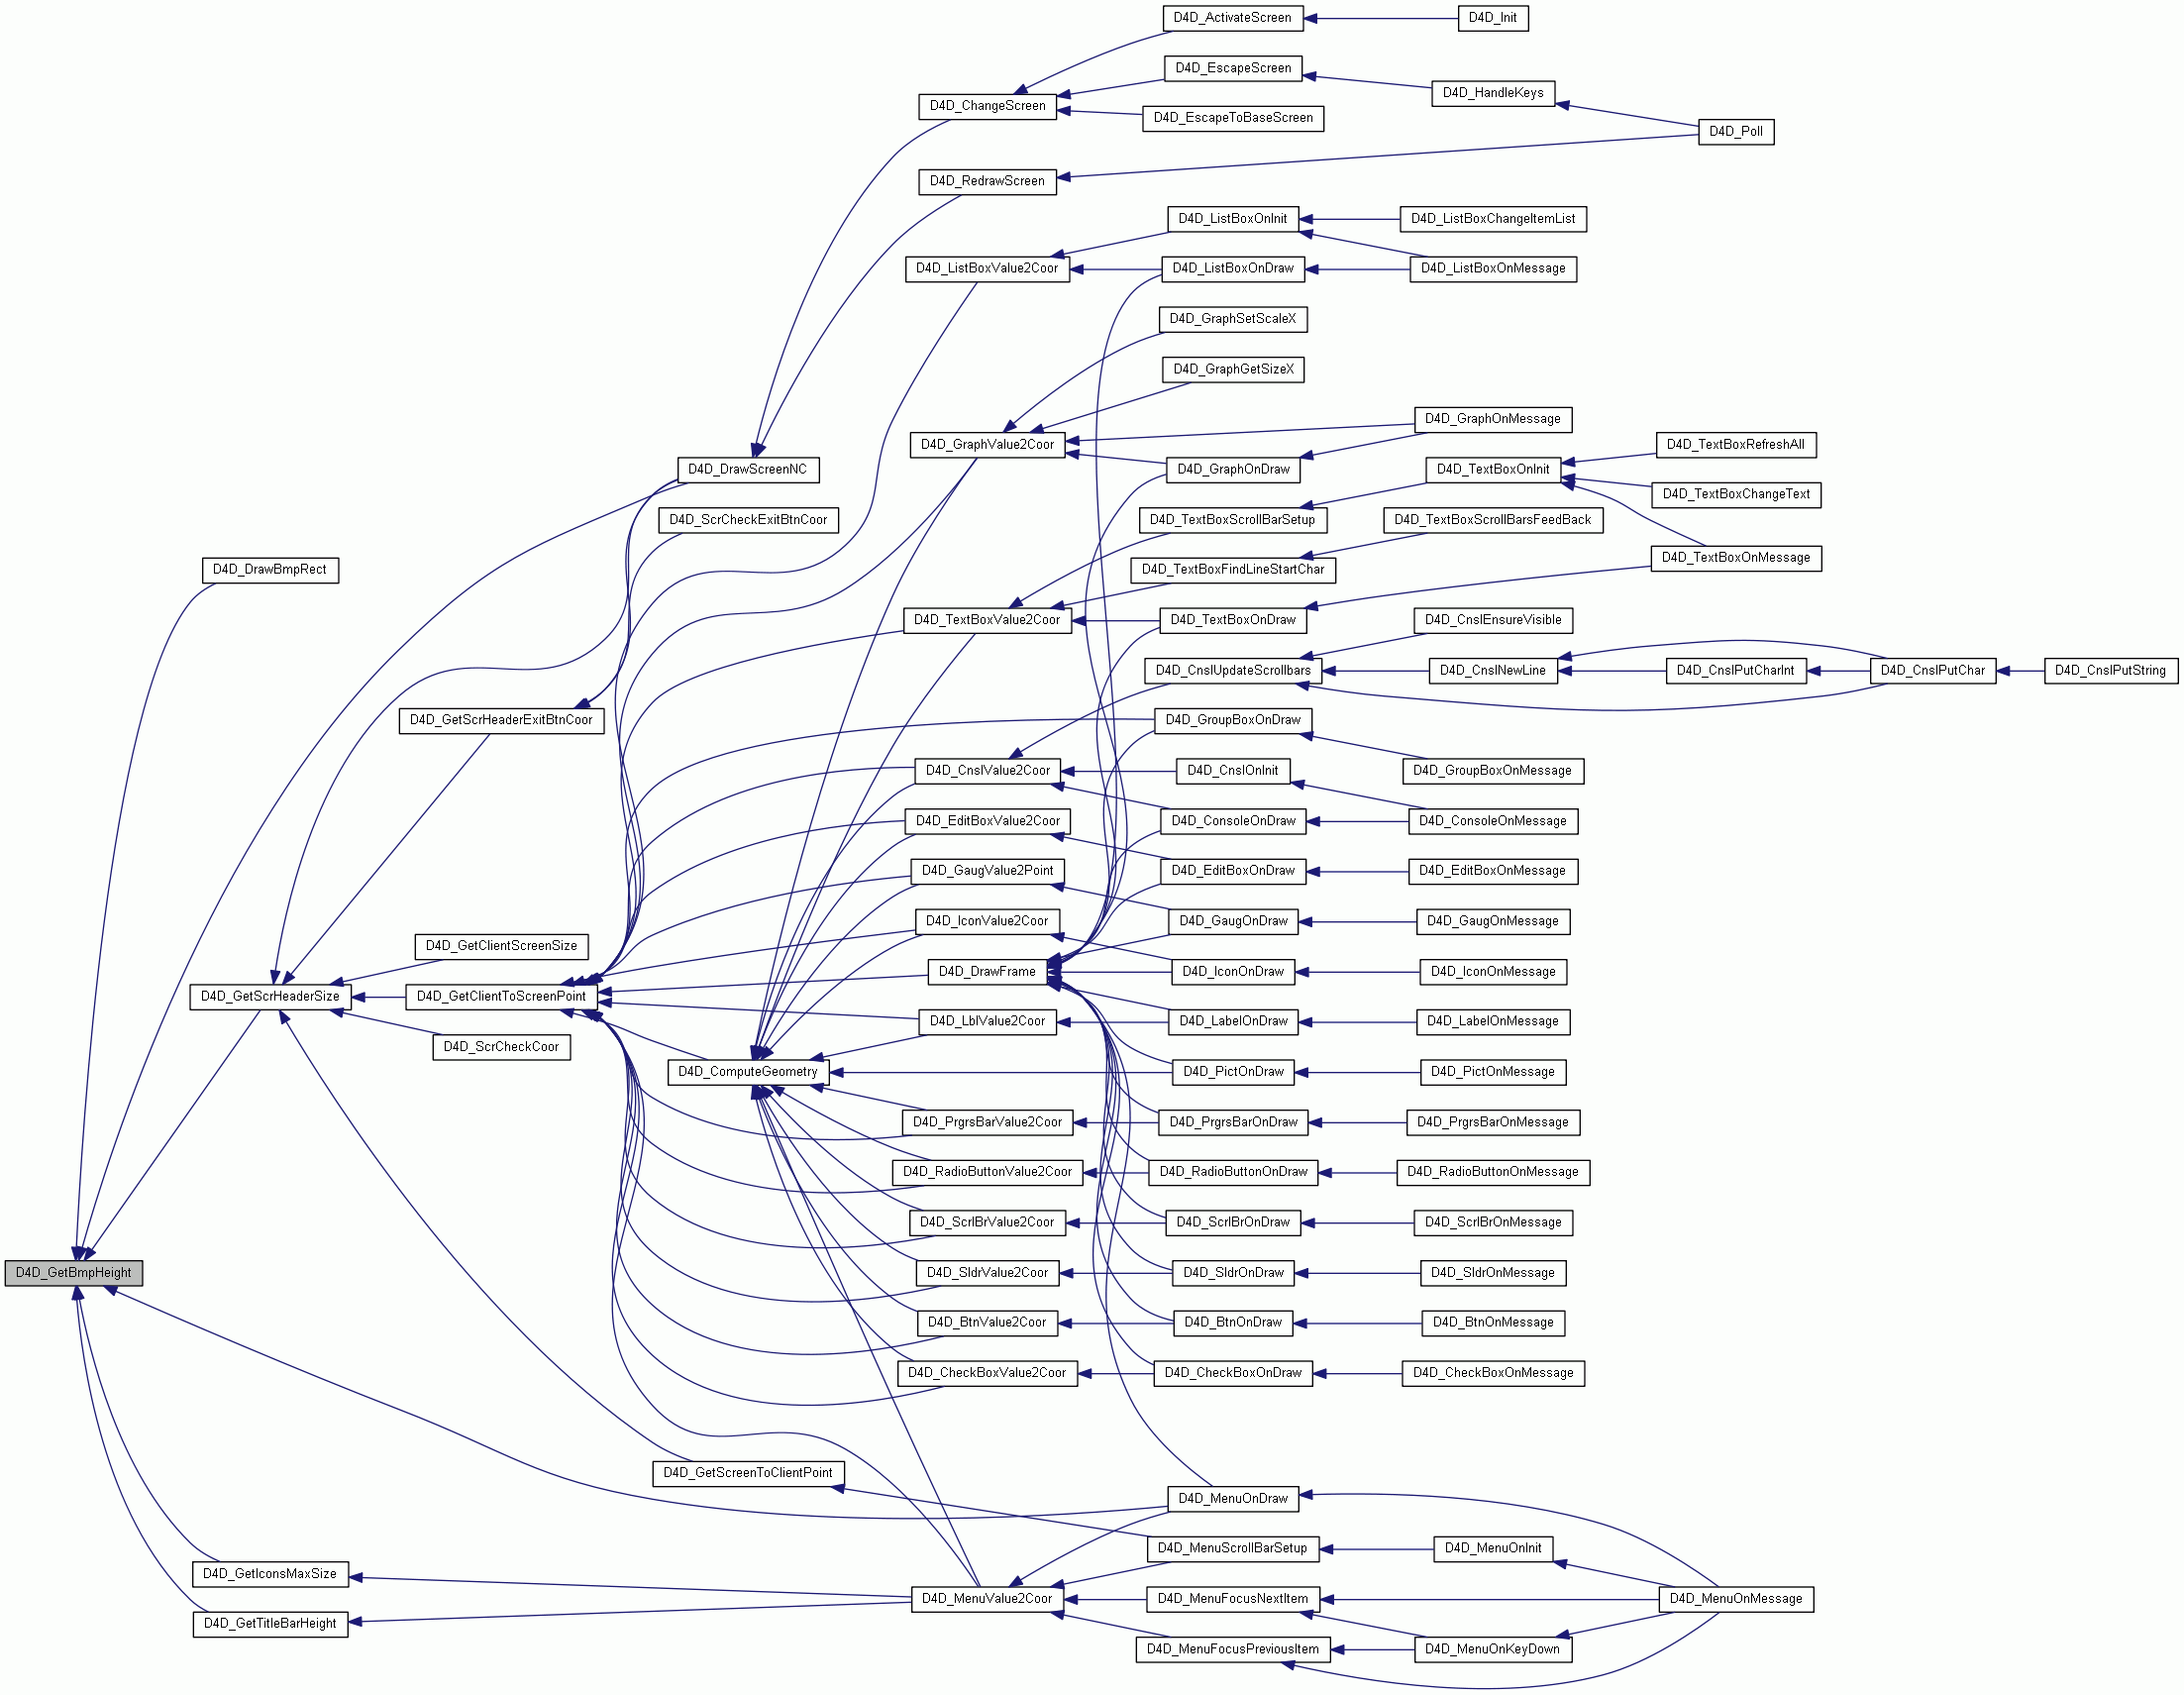 D4D_ActivateScreen
D4D_Init
D4D_EscapeScreen
D4D_HandleKeys
D4D_ChangeScreen
D4D_EscapeToBaseScreen
D4D_Poll
D4D_RedrawScreen
D4D_ListBoxOnInit
D4D_ListBoxChangeItemList
D4D_ListBoxValue2Coor
D4D_ListBoxOnDraw
D4D_ListBoxOnMessage
D4D_GraphSetScaleX
D4D_GraphGetSizeX
D4D_GraphOnMessage
D4D_GraphValue2Coor
D4D_TextBoxRefreshAll
D4D_DrawScreenNC
D4D_GraphOnDraw
D4D_TextBoxOnInit
D4D_TextBoxChangeText
D4D_ScrCheckExitBtnCoor
D4D_TextBoxScrollBarSetup
D4D_TextBoxScrollBarsFeedBack
D4D_TextBoxOnMessage
D4D_DrawBmpRect
D4D_TextBoxFindLineStartChar
D4D_TextBoxValue2Coor
D4D_TextBoxOnDraw
D4D_CnslEnsureVisible
D4D_CnslUpdateScrollbars
D4D_CnslNewLine
D4D_CnslPutCharInt
D4D_CnslPutChar
D4D_CnslPutString
D4D_GetScrHeaderExitBtnCoor
D4D_GroupBoxOnDraw
D4D_GroupBoxOnMessage
D4D_CnslValue2Coor
D4D_CnslOnInit
D4D_EditBoxValue2Coor
D4D_ConsoleOnDraw
D4D_ConsoleOnMessage
D4D_GaugValue2Point
D4D_EditBoxOnDraw
D4D_EditBoxOnMessage
D4D_IconValue2Coor
D4D_GaugOnDraw
D4D_GaugOnMessage
D4D_GetClientScreenSize
D4D_DrawFrame
D4D_IconOnDraw
D4D_IconOnMessage
D4D_GetScrHeaderSize
D4D_GetClientToScreenPoint
D4D_LblValue2Coor
D4D_LabelOnDraw
D4D_LabelOnMessage
D4D_ScrCheckCoor
D4D_ComputeGeometry
D4D_PictOnDraw
D4D_PictOnMessage
D4D_PrgrsBarValue2Coor
D4D_PrgrsBarOnDraw
D4D_PrgrsBarOnMessage
D4D_RadioButtonValue2Coor
D4D_RadioButtonOnDraw
D4D_RadioButtonOnMessage
D4D_ScrlBrValue2Coor
D4D_ScrlBrOnDraw
D4D_ScrlBrOnMessage
D4D_GetBmpHeight
D4D_SldrValue2Coor
D4D_SldrOnDraw
D4D_SldrOnMessage
D4D_BtnValue2Coor
D4D_BtnOnDraw
D4D_BtnOnMessage
D4D_CheckBoxValue2Coor
D4D_CheckBoxOnDraw
D4D_CheckBoxOnMessage
D4D_GetScreenToClientPoint
D4D_MenuOnDraw
D4D_MenuScrollBarSetup
D4D_MenuOnInit
D4D_GetIconsMaxSize
D4D_MenuValue2Coor
D4D_MenuFocusNextItem
D4D_MenuOnMessage
D4D_GetTitleBarHeight
D4D_MenuFocusPreviousItem
D4D_MenuOnKeyDown